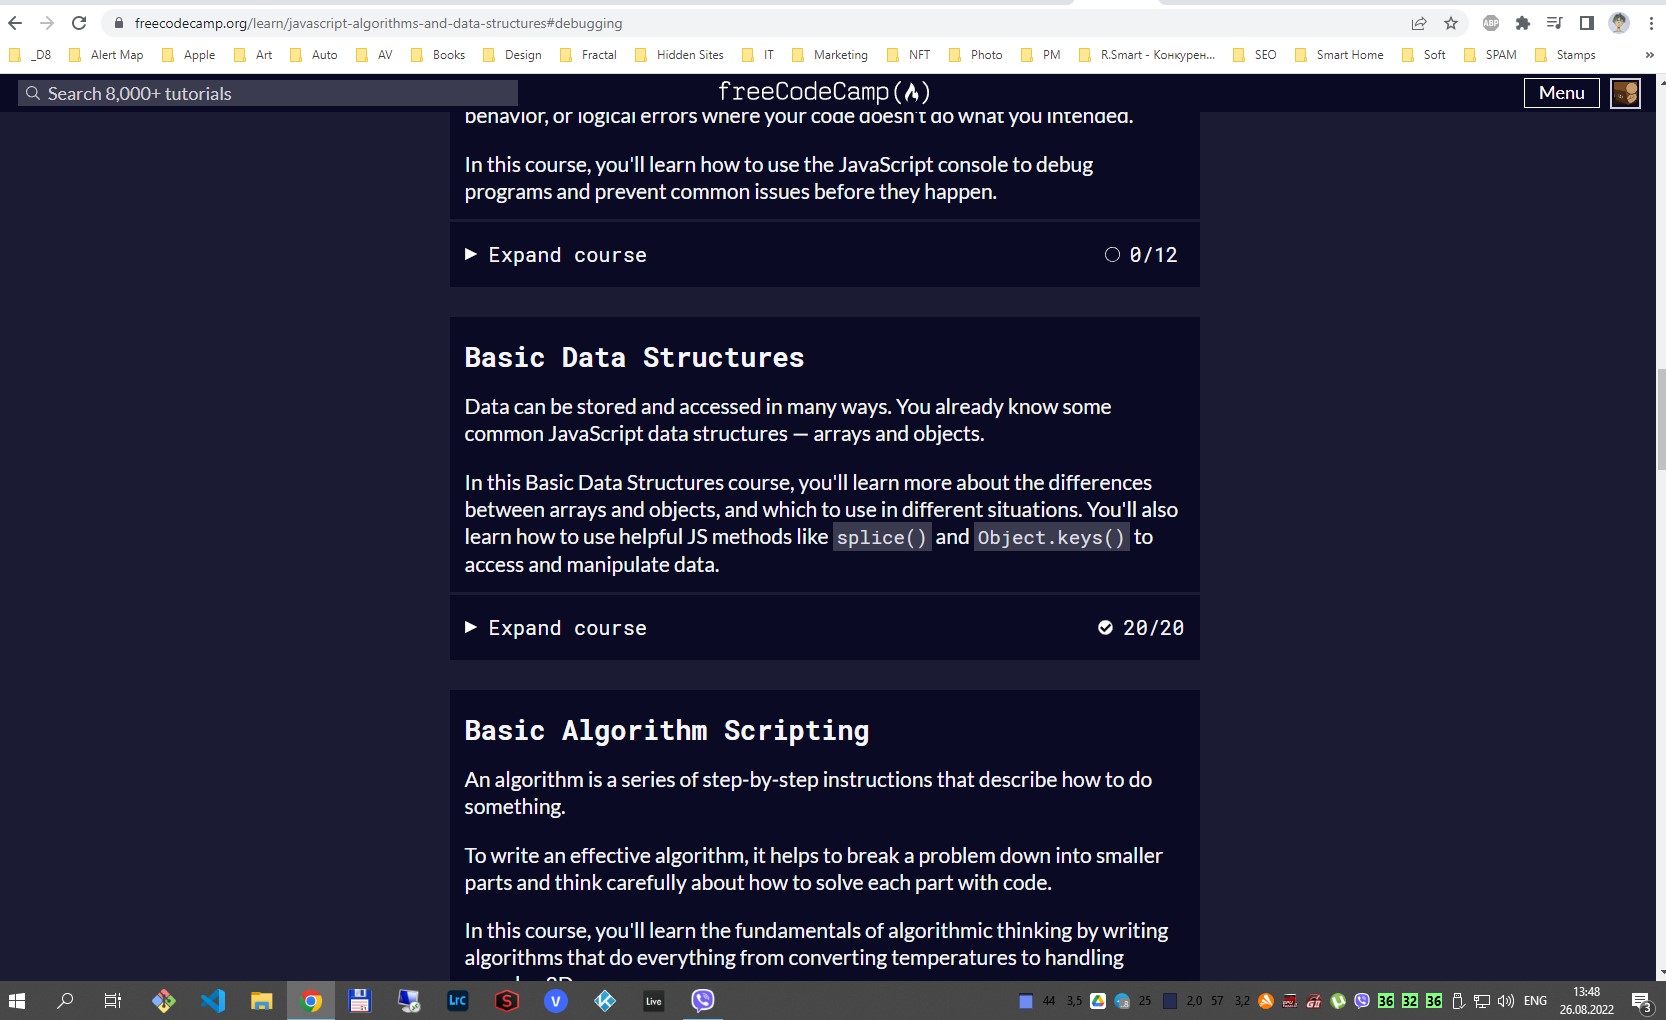 freecodecamp.org/learn/javascript-algorithms-and-data-structures#debugging
ABP
_D8 Alert Map Apple Art Auto AV Books Design Fractal Hidden Sites IT Marketing NFT Photo PM R.Smart - Конкурен... SEO Smart Home Soft SPAM Stamps »
Search 8,000+ tutorials
freeCodeCamp
Menu
behavior, or logical errors where your code doesn't do what you intended.
In this course, you'll learn how to use the JavaScript console to debug
programs and prevent common issues before they happen.
Expand course 0/12
Basic Data Structures
Data can be stored and accessed in many ways. You already know some
common JavaScript data structures — arrays and objects.
In this Basic Data Structures course, you'll learn more about the differences
between arrays and objects, and which to use in different situations. You'll also
learn how to use helpful JS methods like splice() and Object.keys() to
access and manipulate data.
Expand course 20/20
Basic Algorithm Scripting
An algorithm is a series of step-by-step instructions that describe how to do
something.
To write an effective algorithm, it helps to break a problem down into smaller
parts and think carefully about how to solve each part with code.
In this course, you'll learn the fundamentals of algorithmic thinking by writing
algorithms that do everything from converting temperatures to handling
LrC S V Live 44 3,5 25 2,0 57 3,2 36 32 36 ENG
13:48
26.08.2022
3